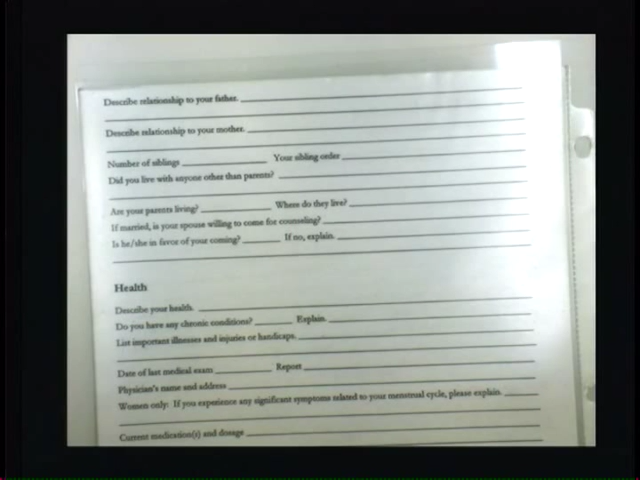 Describe relationship to your father.
Describe relationship to your mother.
Number of siblings Your sibling order
Did you live with anyone other than parents?
Are your parents living? Where do they live?
If married, is your spouse willing to come for counseling?
Is he/she in favor of your coming? If no, explain.
Health
Describe your health.
Do you have any chronic conditions? Explain.
List important illnesses and injuries or handicaps.
Date of last medical exam Report
Physician's name and address
Women only: If you experience any significant symptoms related to your menstrual cycle, please explain.
Current medication(s) and dosage